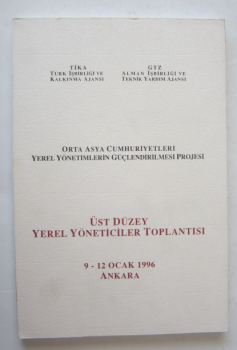 TİKA
TÜRK İŞBİRLİĞİ VE
KALKINMA AJANSI
GTZ
ALMAN İŞBİRLİĞİ VE
TEKNİK YARDIM AJANSI
ORTA ASYA CUMHURİYETLERİ
YEREL YÖNETİMLERİN GÜÇLENDİRİLMESİ PROJESİ
ÜST DÜZEY
YEREL YÖNETİCİLER TOPLANTISI
9 - 12 OCAK 1996
ANKARA